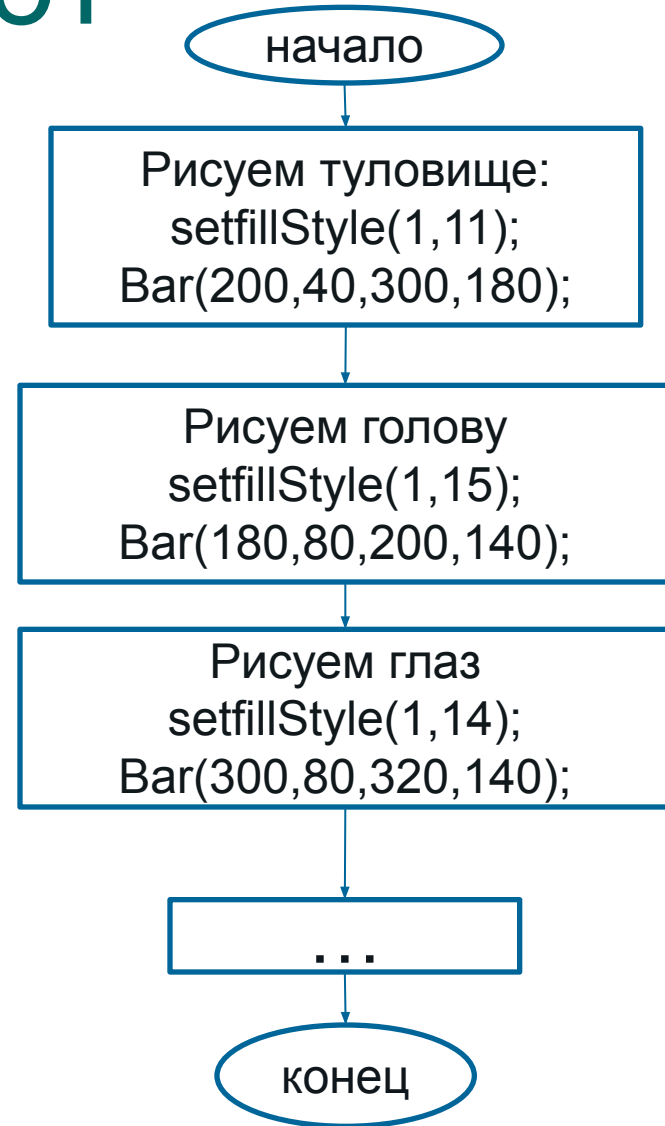 начало
Рисуем туловище:
setfillStyle(1,11);
Bar(200,40,300,180);
Рисуем голову
setfillStyle(1,15);
Bar(180,80,200,140);
Рисуем глаз
setfillStyle(1,14);
Bar(300,80,320,140);
...
конец